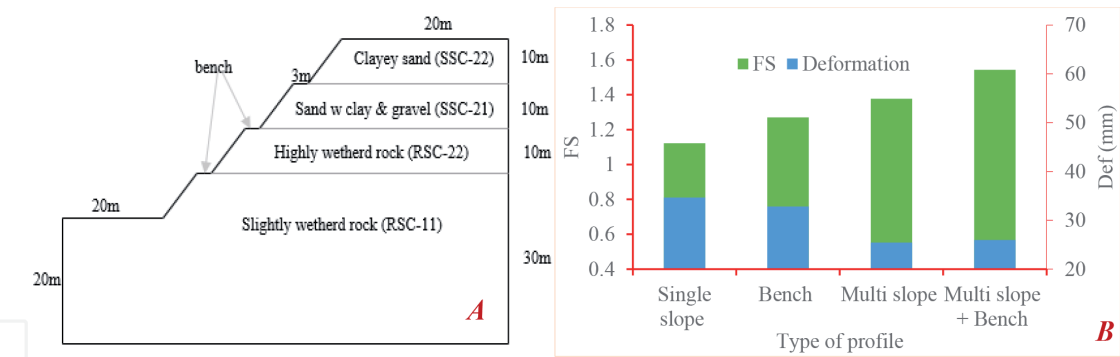 20m
Clayey sand (SSC-22)
10m
bench
3m
Sand w clay & gravel (SSC-21)
10m
Highly wetherd rock (RSC-22)
10m
20m
Slightly wetherd rock (RSC-11)
30m
20m
A
1.8
1.6
1.4
1.2
1
0.8
0.6
0.4
FS
FS Deformation
70
60
50
40
30
20
Def (mm)
Single slope
Bench
Multi slope
Multi slope + Bench
Type of profile
B